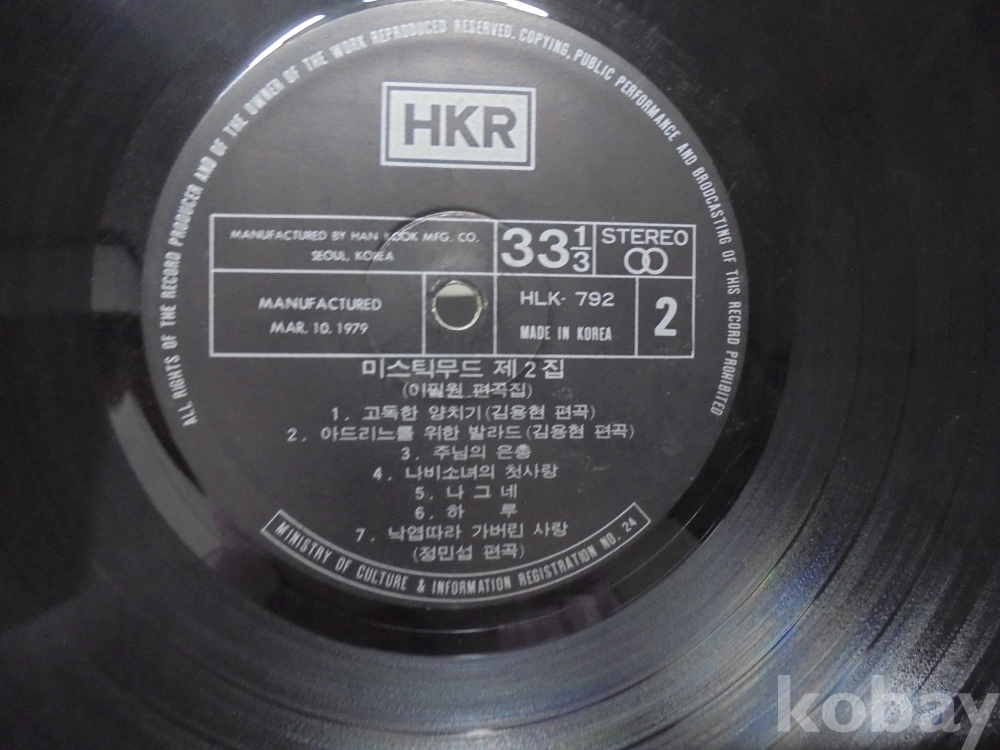 ALL RIGHTS OF THE RECORD PRODUCER AND OF THE OWNER OF THE WORK REPRODUCED RESERVED. COPYING, PUBLIC PERFORMANCE AND BRODCASTING OF THIS RECORD PROHIBITED
HKR
MANUFACTURED BY HAN KOOK MFG. CO.
SEOUL, KOREA
33 1/3
STEREO
MANUFACTURED
MAR. 10. 1979
HLK- 792
MADE IN KOREA
2
미스틱무드 제2집
(이필원 편곡집)
1. 고독한 양치기(김용현 편곡)
2. 아드리느를 위한 발라드(김용현 편곡)
3. 주님의 은총
4. 나비소녀의 첫사랑
5. 나그네
6. 하 루
7. 낙엽따라 가버린 사랑
(정민섭 편곡)
MINISTRY OF CULTURE & INFORMATION REGISTRATION NO. 24
kobay